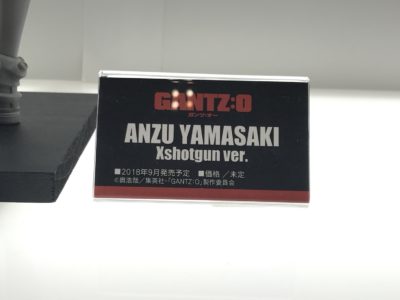 GANTZ:O
ガンツ:オー
ANZU YAMASAKI
Xshotgun ver.
■2018年9月発売予定 ■価格/未定
©奥浩哉/集英社・「GANTZ:O」製作委員会